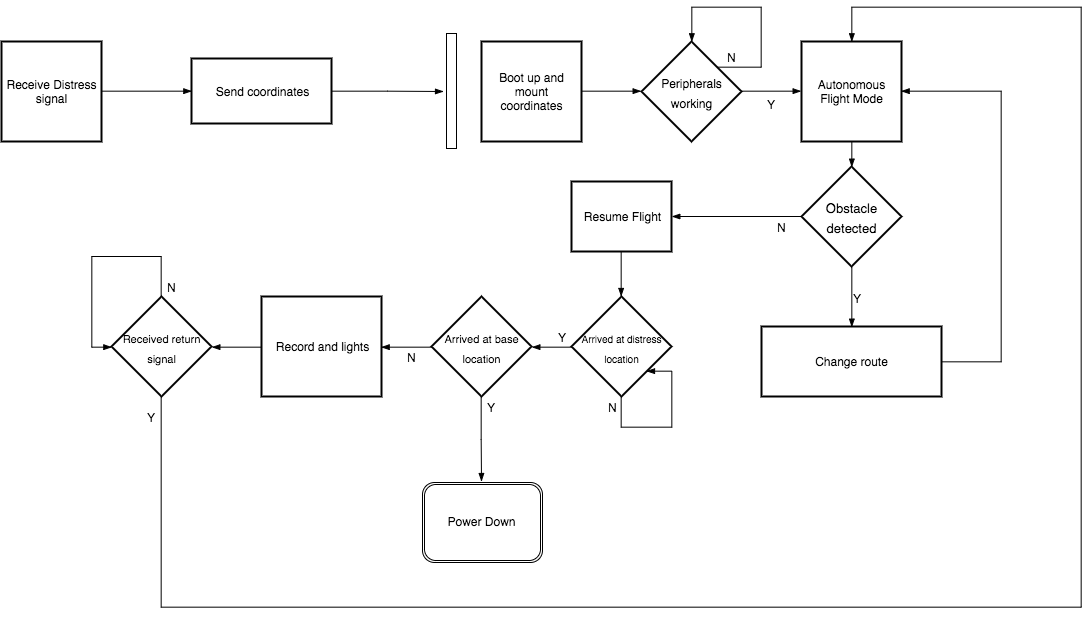 Receive Distress
signal
Send coordinates
Boot up and
mount
coordinates
Peripherals
working
N
Y
Autonomous
Flight Mode
Obstacle
detected
N
Y
Resume Flight
Change route
Arrived at distress
location
Y
N
Arrived at base
location
N
Y
Record and lights
Received return
signal
N
Y
Power Down